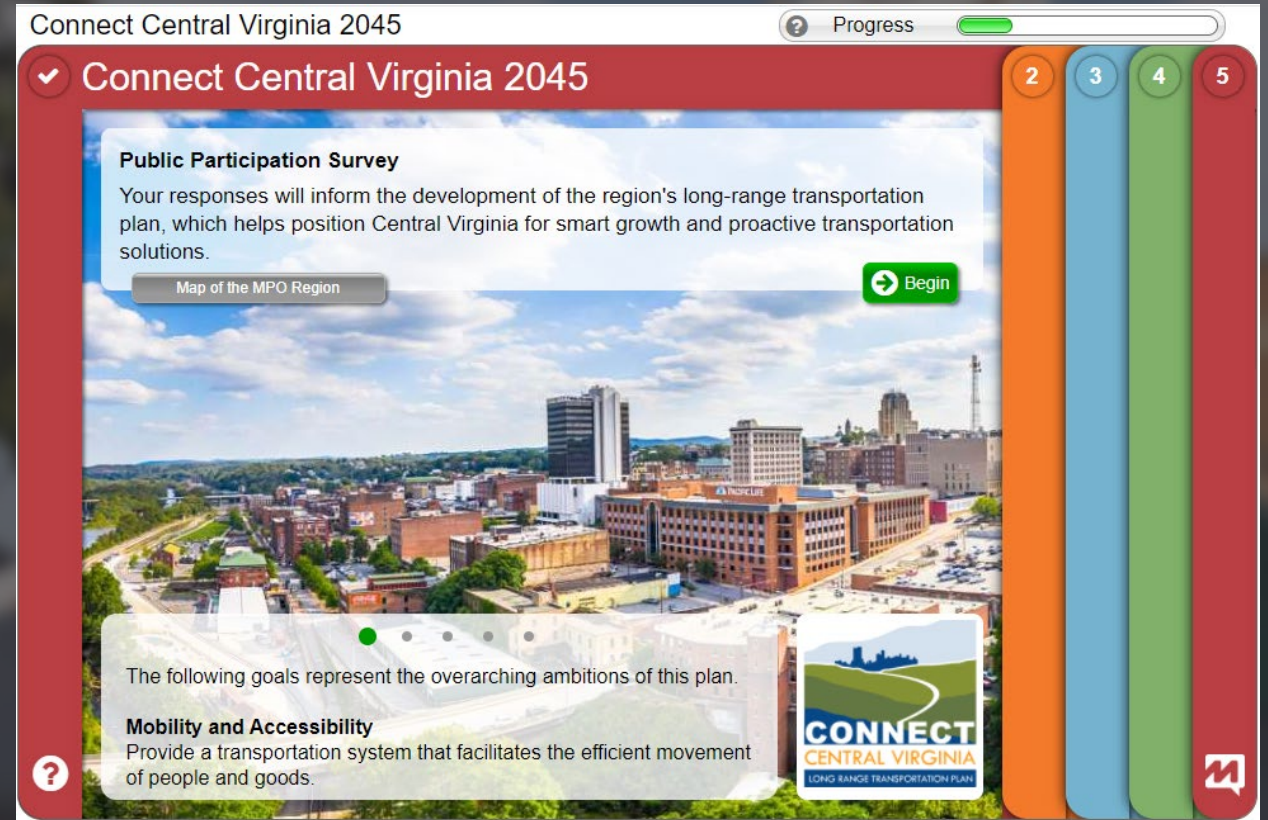 Connect Central Virginia 2045
? Progress
Connect Central Virginia 2045
2 3 4 5
Public Participation Survey
Your responses will inform the development of the region's long-range transportation
plan, which helps position Central Virginia for smart growth and proactive transportation
solutions.
Map of the MPO Region
Begin
PACIFIC LIFE
The following goals represent the overarching ambitions of this plan.
Mobility and Accessibility
Provide a transportation system that facilitates the efficient movement
of people and goods.
CONNECT
CENTRAL VIRGINIA
LONG RANGE TRANSPORTATION PLAN
?